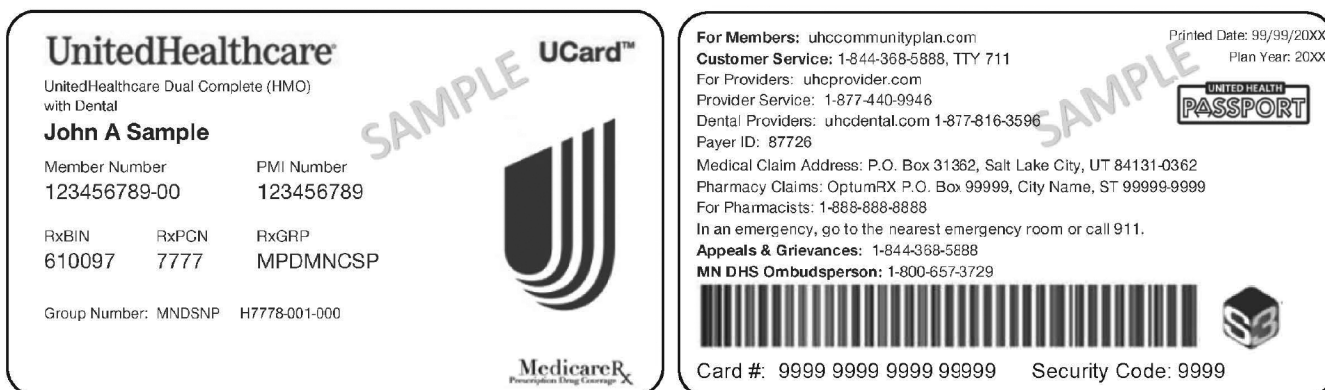 UnitedHealthcare®
UCard™
UnitedHealthcare Dual Complete (HMO)
with Dental
John A Sample
SAMPLE
Member Number PMI Number
123456789-00 123456789
RxBIN RxPCN RxGRP
610097 7777 MPDMNCSP
Group Number: MNDSNP H7778-001-000
MedicareRx
Prescription Drug Coverage
For Members: uhccommunityplan.com
Printed Date: 99/99/20XX
Customer Service: 1-844-368-5888, TTY 711
Plan Year: 20XX
For Providers: uhcprovider.com
Provider Service: 1-877-440-9946
UNITED HEALTH
PASSPORT
Dental Providers: uhcdental.com 1-877-816-3596
SAMPLE
Payer ID: 87726
Medical Claim Address: P.O. Box 31362, Salt Lake City, UT 84131-0362
Pharmacy Claims: OptumRX P.O. Box 99999, City Name, ST 99999-9999
For Pharmacists: 1-888-888-8888
In an emergency, go to the nearest emergency room or call 911.
Appeals & Grievances: 1-844-368-5888
MN DHS Ombudsperson: 1-800-657-3729
S3
Card #: 9999 9999 9999 99999 Security Code: 9999